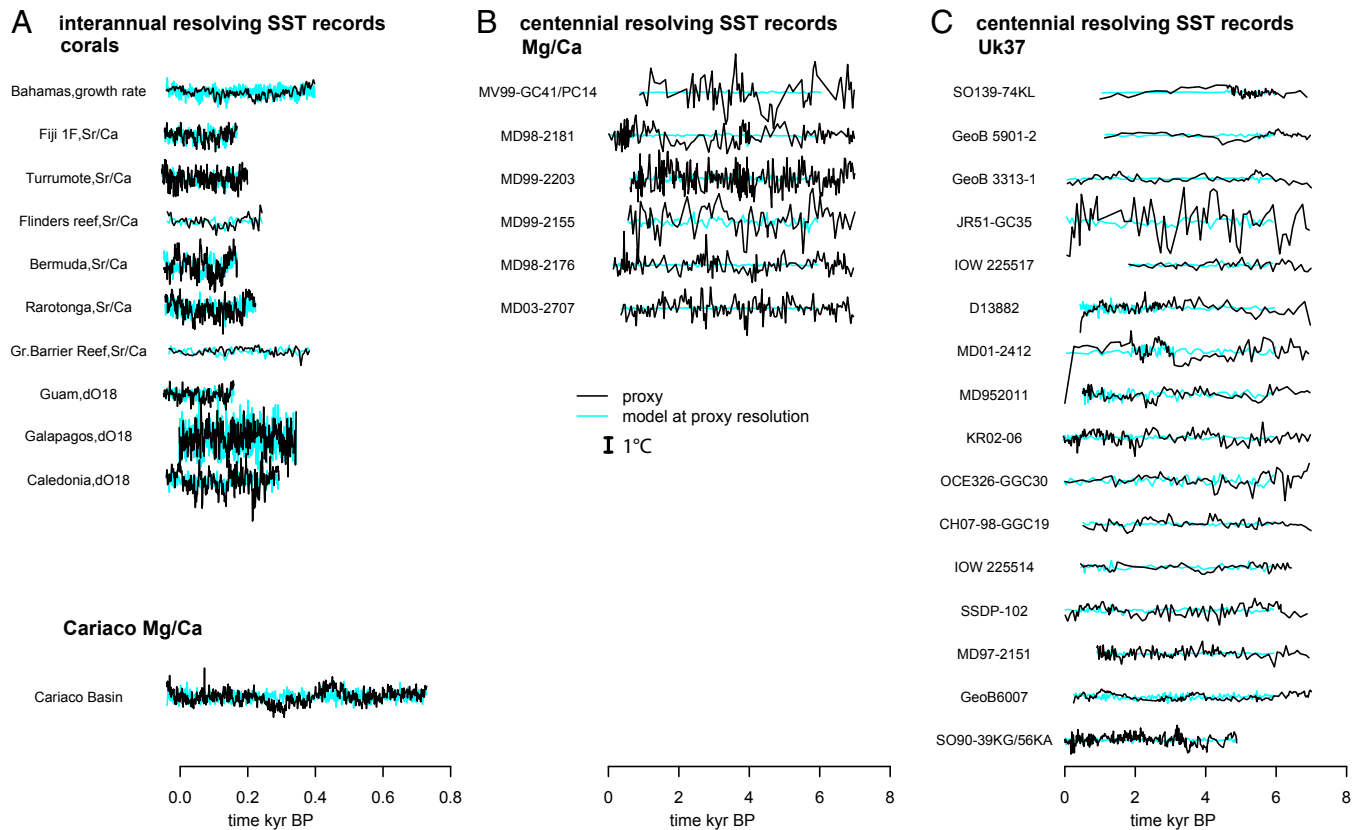 A interannual resolving SST records
corals
Bahamas,growth rate
Fiji 1F,Sr/Ca
Turrumote,Sr/Ca
Flinders reef,Sr/Ca
Bermuda,Sr/Ca
Rarotonga,Sr/Ca
Gr.Barrier Reef,Sr/Ca
Guam,dO18
Galapagos,dO18
Caledonia,dO18
Cariaco Mg/Ca
Cariaco Basin
0.0 0.2 0.4 0.6 0.8
time kyr BP
B centennial resolving SST records
Mg/Ca
MV99-GC41/PC14
MD98-2181
MD99-2203
MD99-2155
MD98-2176
MD03-2707
proxy
model at proxy resolution
1°C
0 2 4 6 8
time kyr BP
C centennial resolving SST records
Uk37
SO139-74KL
GeoB 5901-2
GeoB 3313-1
JR51-GC35
IOW 225517
D13882
MD01-2412
MD952011
KR02-06
OCE326-GGC30
CH07-98-GGC19
IOW 225514
SSDP-102
MD97-2151
GeoB6007
SO90-39KG/56KA
0 2 4 6 8
time kyr BP